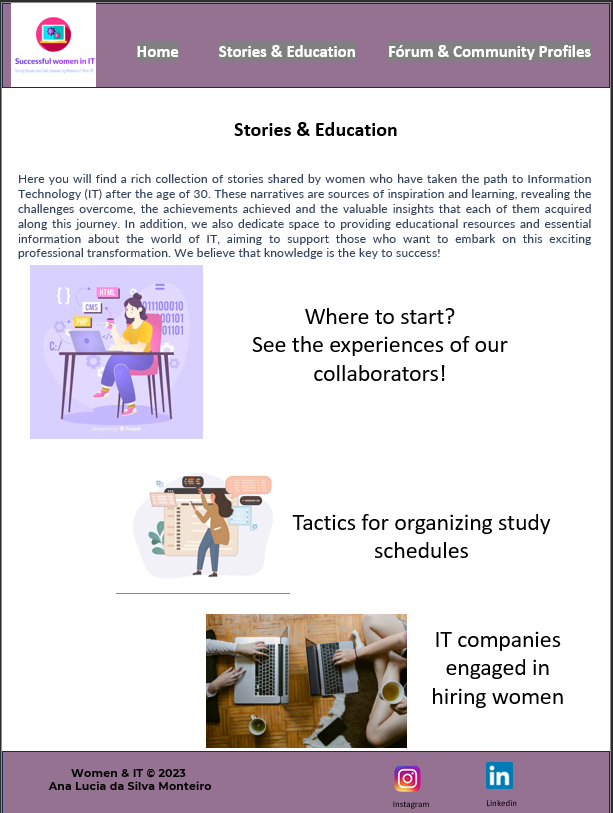 Successful women in IT
Home
Stories & Education
Fórum & Community Profiles
Stories & Education
Here you will find a rich collection of stories shared by women who have taken the path to Information
Technology (IT) after the age of 30. These narratives are sources of inspiration and learning, revealing the
challenges overcome, the achievements achieved and the valuable insights that each of them acquired
along this journey. In addition, we also dedicate space to providing educational resources and essential
information about the world of IT, aiming to support those who want to embark on this exciting
professional transformation. We believe that knowledge is the key to success!
{}
HTML
CMS
PHP
C:/
011100010
Where to start?
See the experiences of our
collaborators!
Tactics for organizing study
schedules
IT companies
engaged in
hiring women
Women & IT © 2023
Ana Lucia da Silva Monteiro
Instagram
in
Linkedin